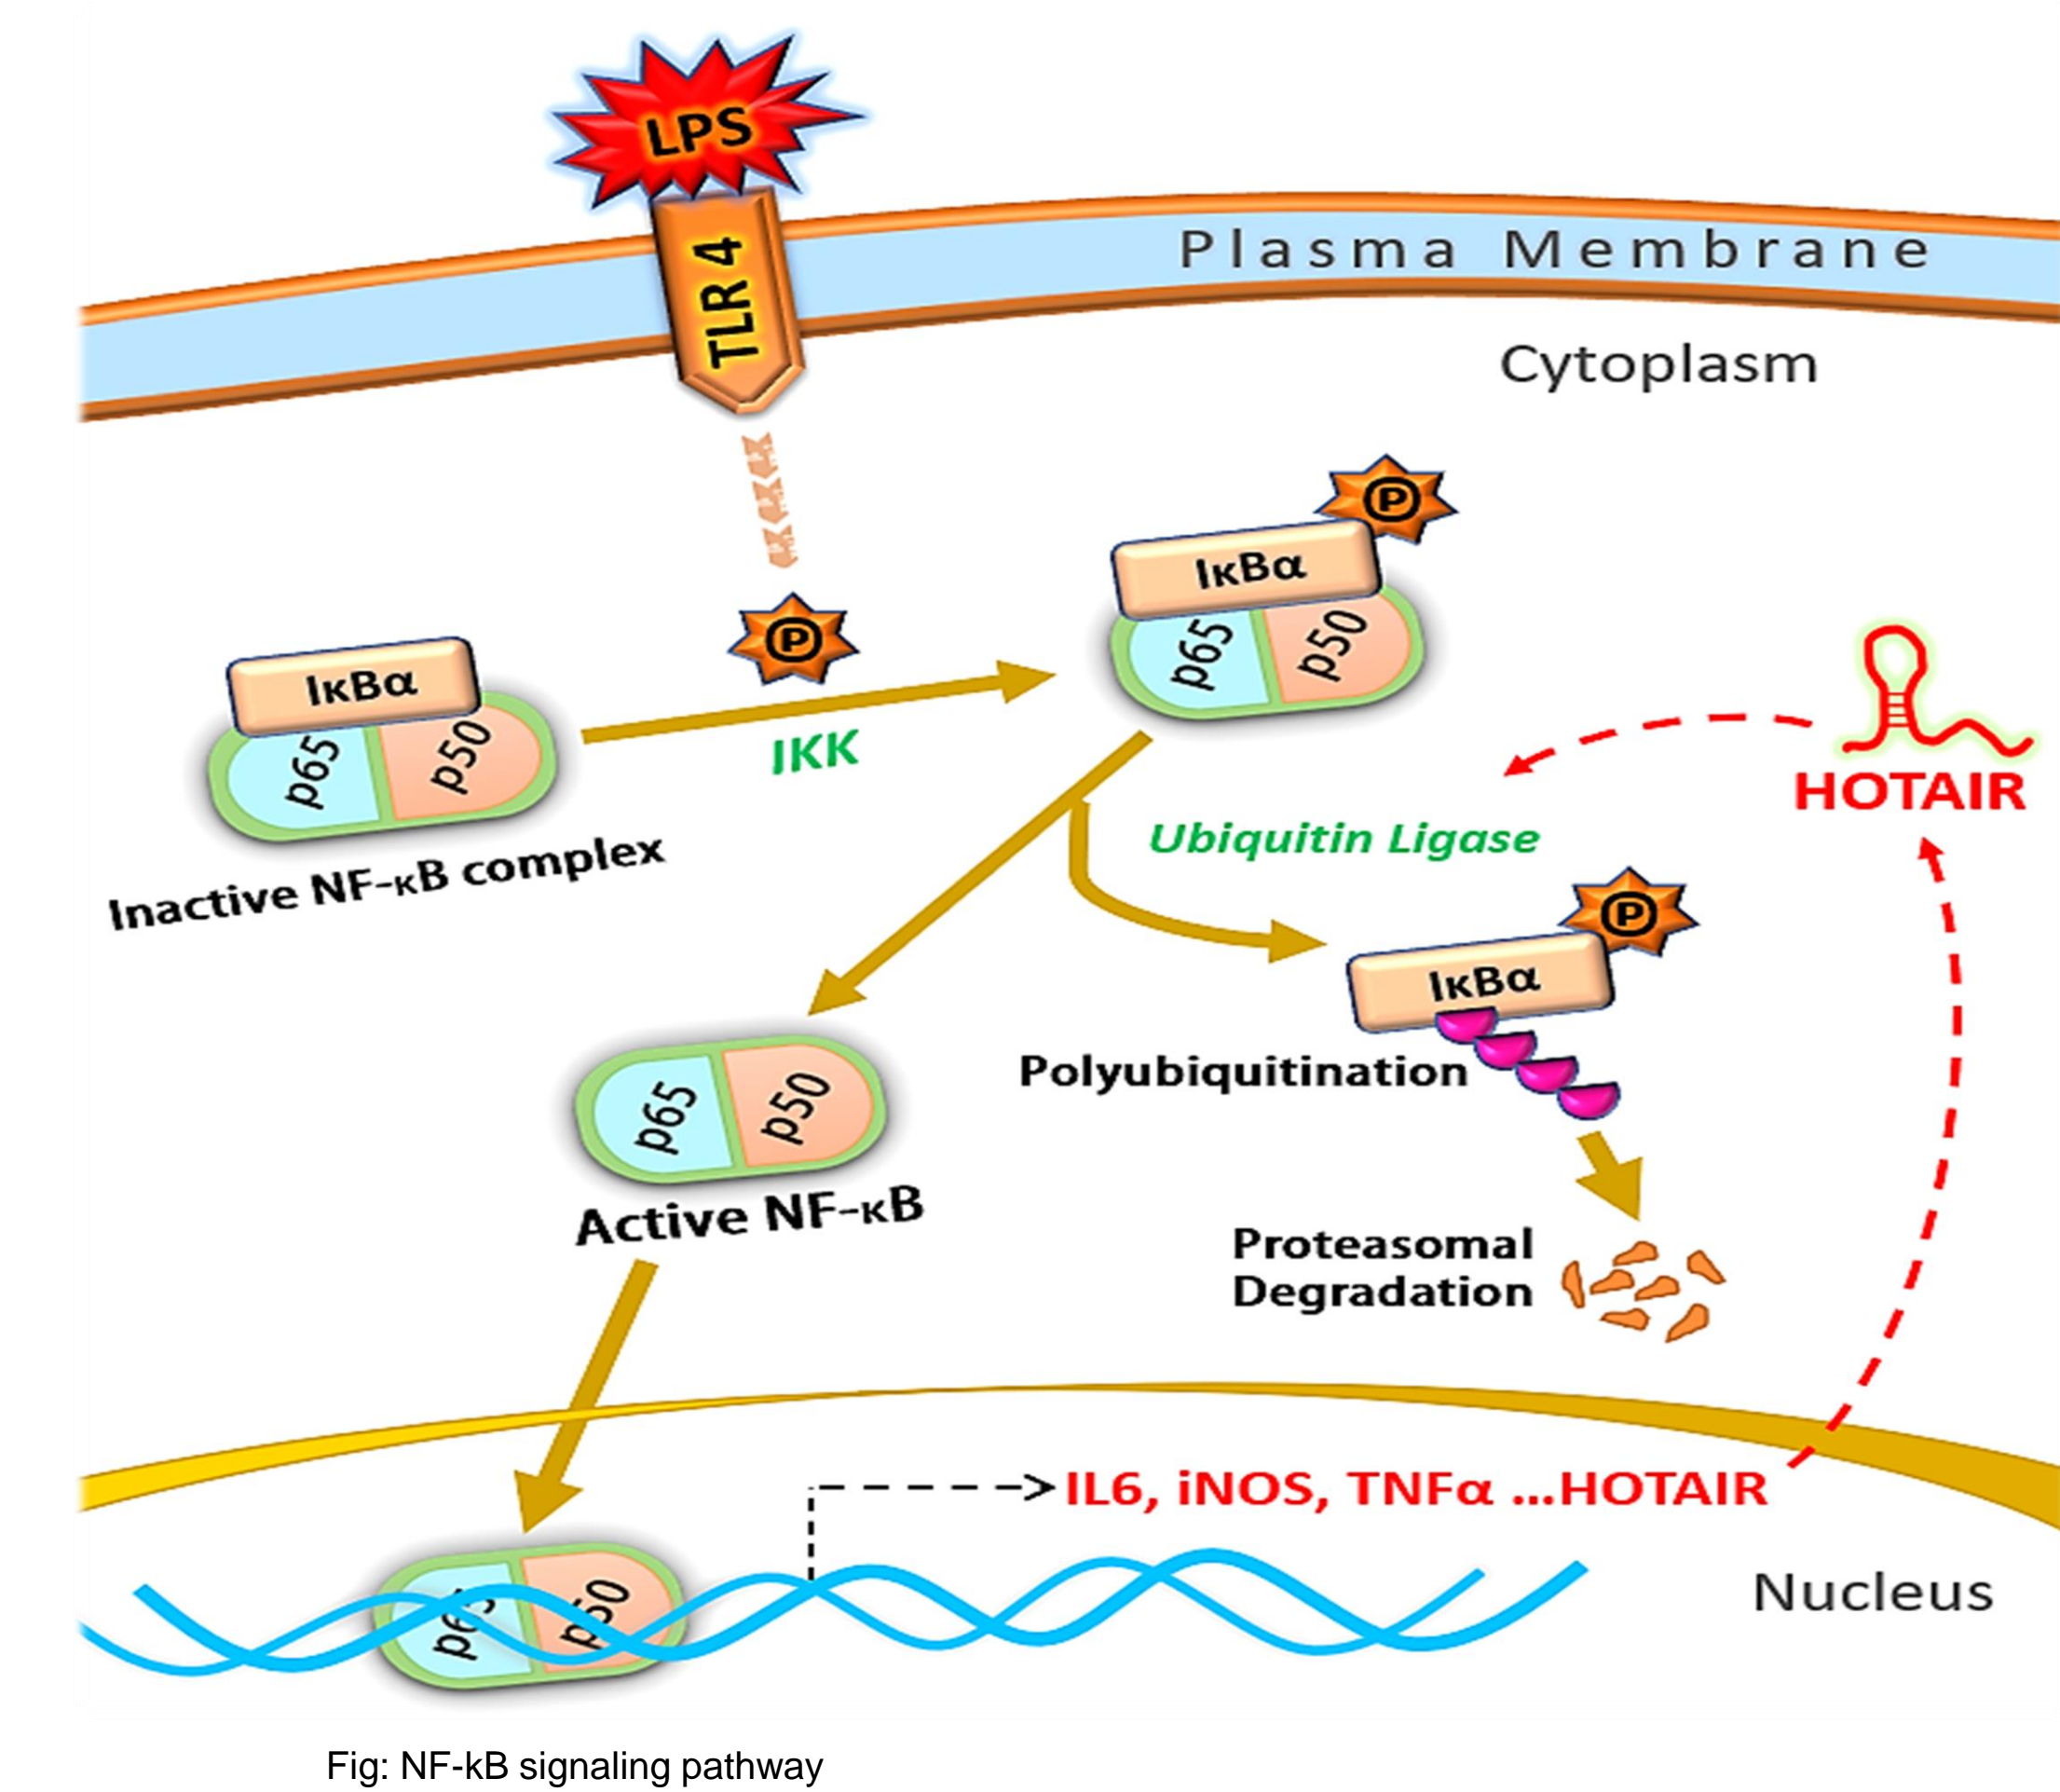 LPS
TLR 4
Plasma Membrane
Cytoplasm
P
IκBα
p65
p50
P
IKK
IκBα
p65
p50
Inactive NF-κB complex
HOTAIR
Ubiquitin Ligase
P
IκBα
Polyubiquitination
p65
p50
Active NF-κB
Proteasomal
Degradation
IL6, iNOS, TNFα ...HOTAIR
p65
p50
Nucleus
Fig: NF-kB signaling pathway